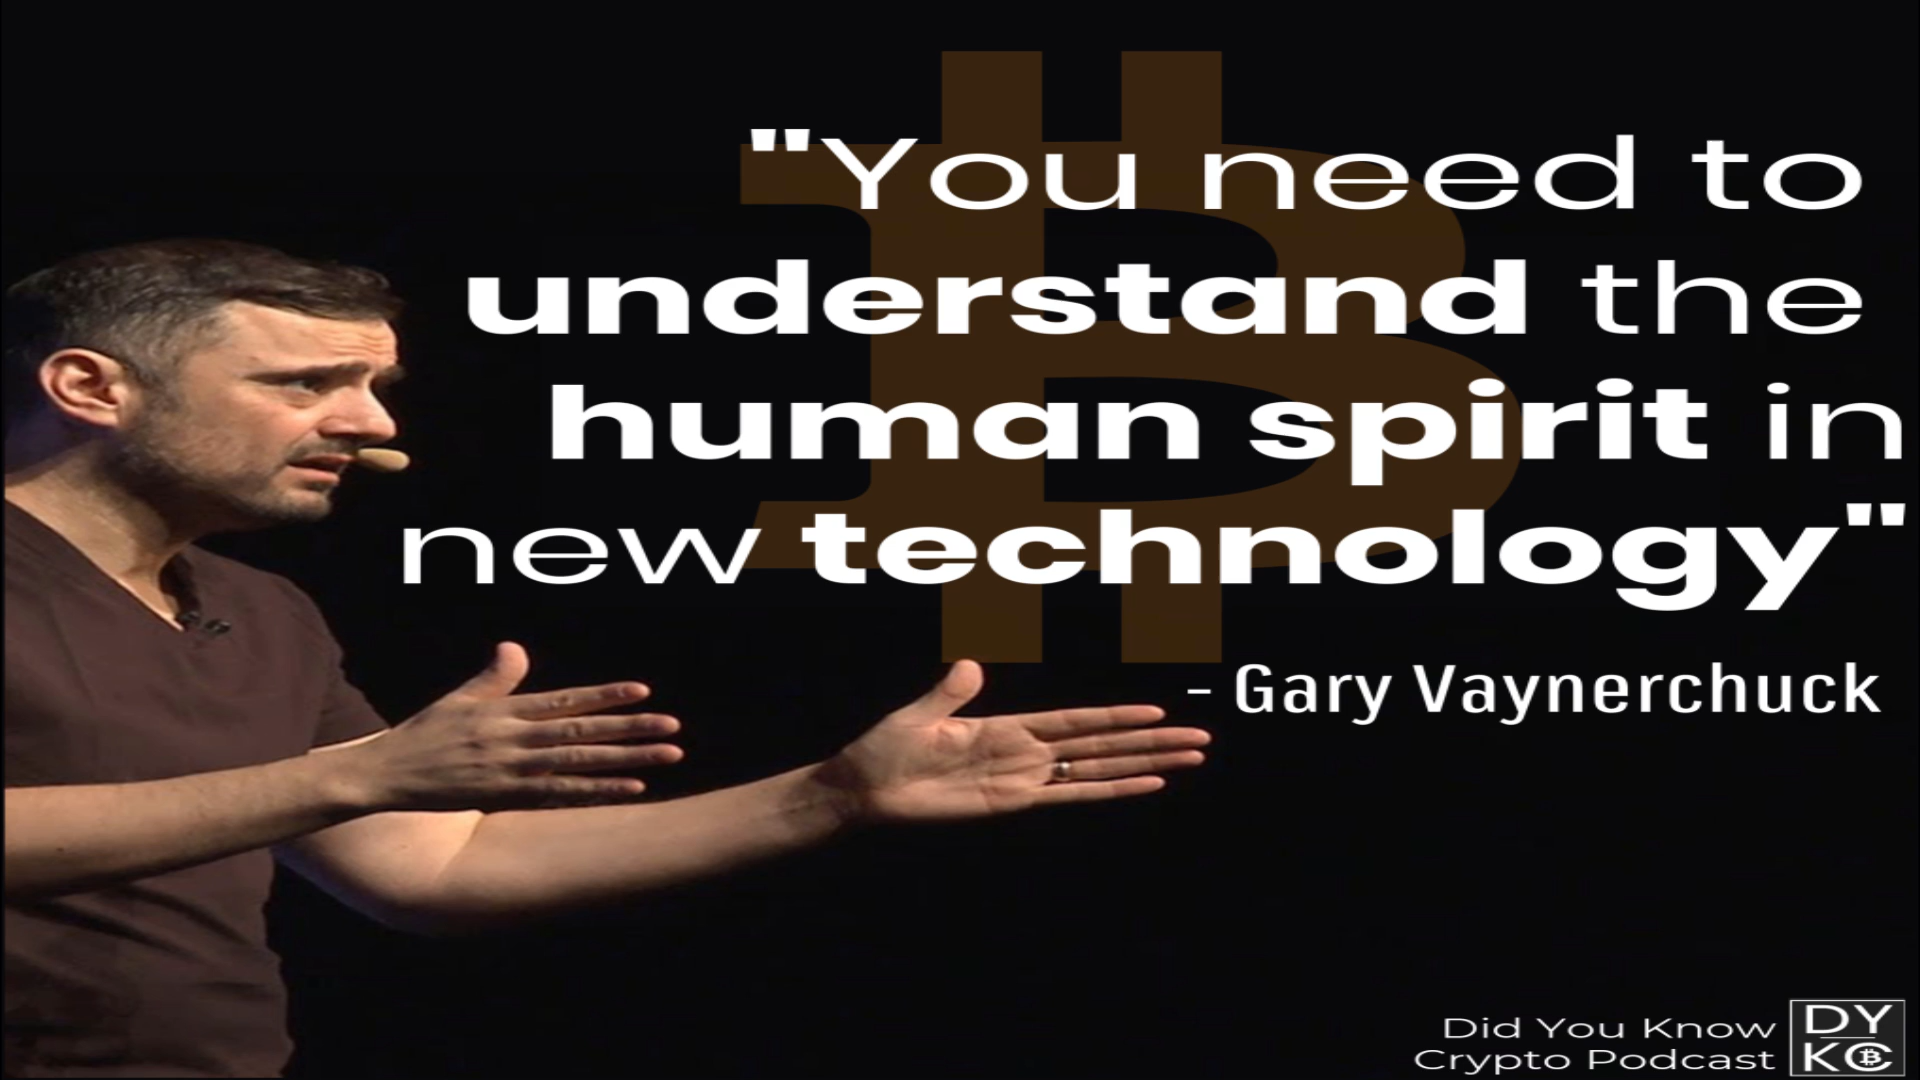 "You need to
understand the
human spirit in
new technology"
- Gary Vaynerchuck
Did You Know
Crypto Podcast
DY
KC